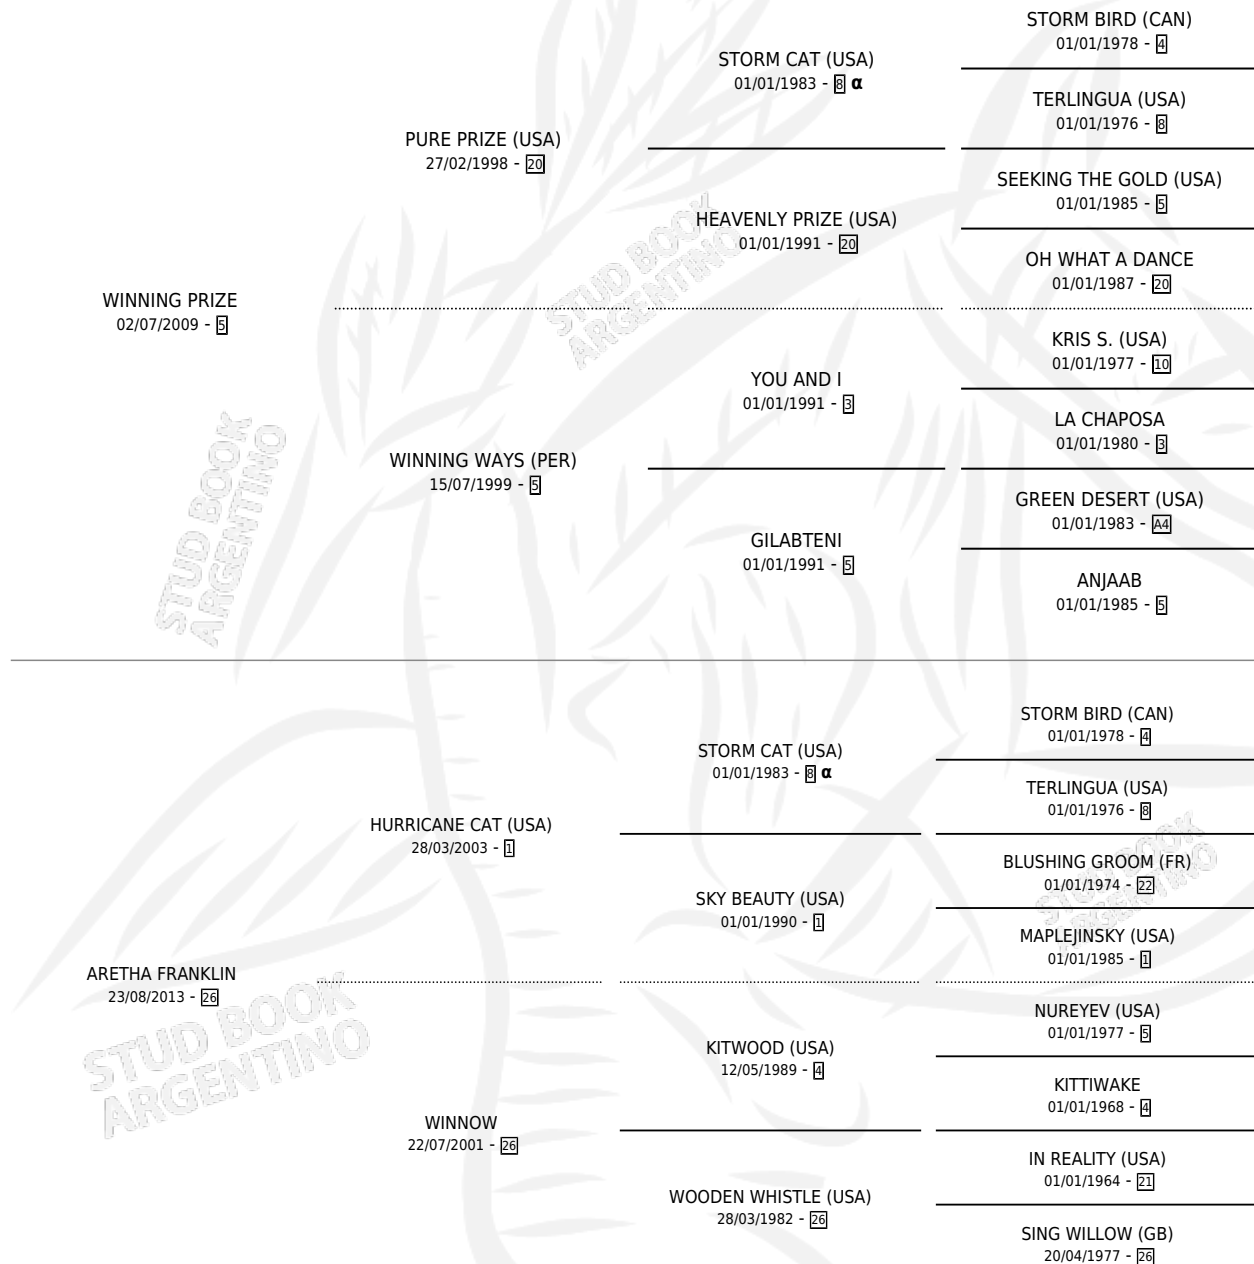 STORM BIRD (CAN)
01/01/1978 - 4
STORM CAT (USA)
01/01/1983 - 8 α
TERLINGUA (USA)
01/01/1976 - 8
PURE PRIZE (USA)
27/02/1998 - 20
SEEKING THE GOLD (USA)
01/01/1985 - 5
HEAVENLY PRIZE (USA)
01/01/1991 - 20
OH WHAT A DANCE
01/01/1987 - 20
WINNING PRIZE
02/07/2009 - 5
KRIS S. (USA)
01/01/1977 - 10
YOU AND I
01/01/1991 - 3
LA CHAPOSA
01/01/1980 - 3
WINNING WAYS (PER)
15/07/1999 - 5
GREEN DESERT (USA)
01/01/1983 - A4
GILABTENI
01/01/1991 - 5
ANJAAB
01/01/1985 - 5
STUD BOOK
ARGENTINO
STUD BOOK
ARGENTINO
STORM BIRD (CAN)
01/01/1978 - 4
STORM CAT (USA)
01/01/1983 - 8 α
TERLINGUA (USA)
01/01/1976 - 8
HURRICANE CAT (USA)
28/03/2003 - 1
BLUSHING GROOM (FR)
01/01/1974 - 22
SKY BEAUTY (USA)
01/01/1990 - 1
MAPLEJINSKY (USA)
01/01/1985 - 1
ARETHA FRANKLIN
23/08/2013 - 26
NUREYEV (USA)
01/01/1977 - 5
KITWOOD (USA)
12/05/1989 - 4
KITTIWAKE
01/01/1968 - 4
WINNOW
22/07/2001 - 26
IN REALITY (USA)
01/01/1964 - 21
WOODEN WHISTLE (USA)
28/03/1982 - 26
SING WILLOW (GB)
20/04/1977 - 26
STUD BOOK
ARGENTINO
STUD BOOK
ARGENTINO